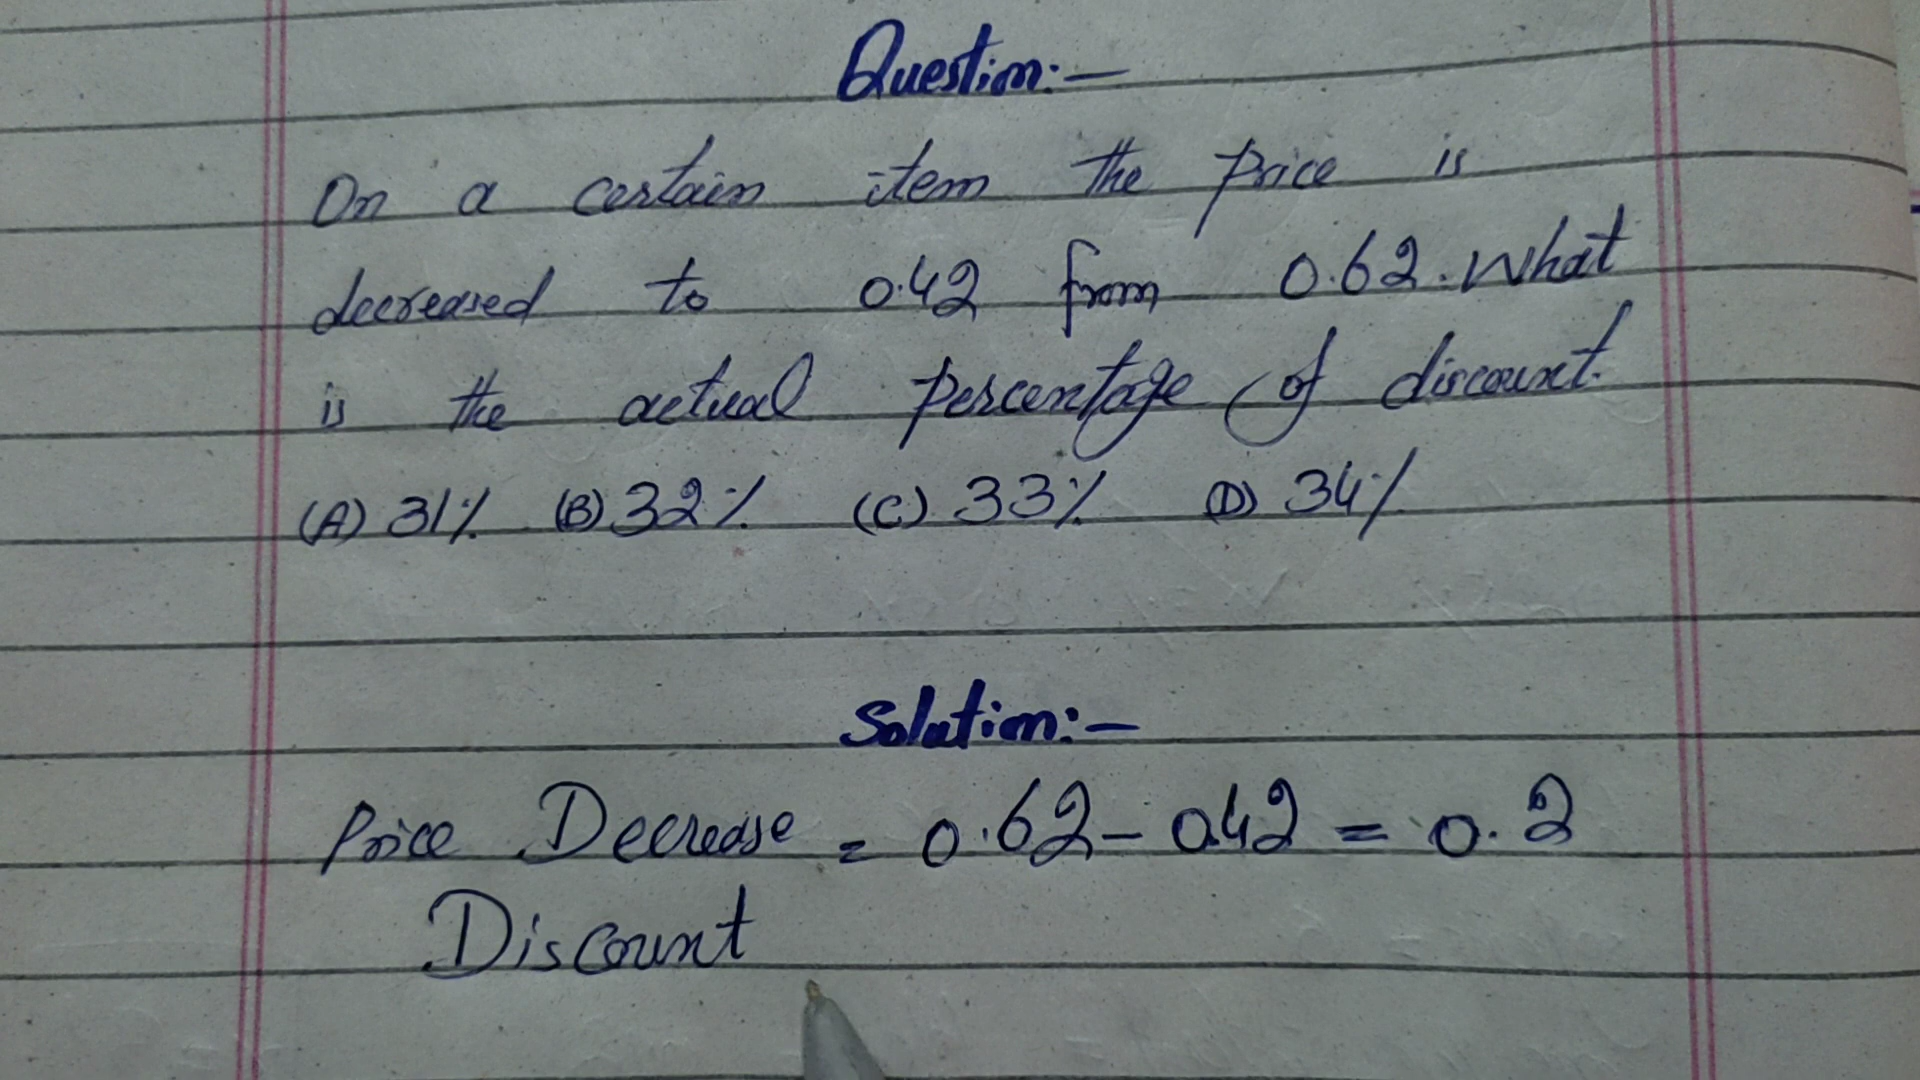 Question:-
On a certain item the price is
decreased to 0.42 from 0.62. What
is the actual percentage of discount.
(A) 31% (B) 32% (C) 33% (D) 34%
Solution:-
Price Decrease = 0.62 - 0.42 = 0.2
Discount